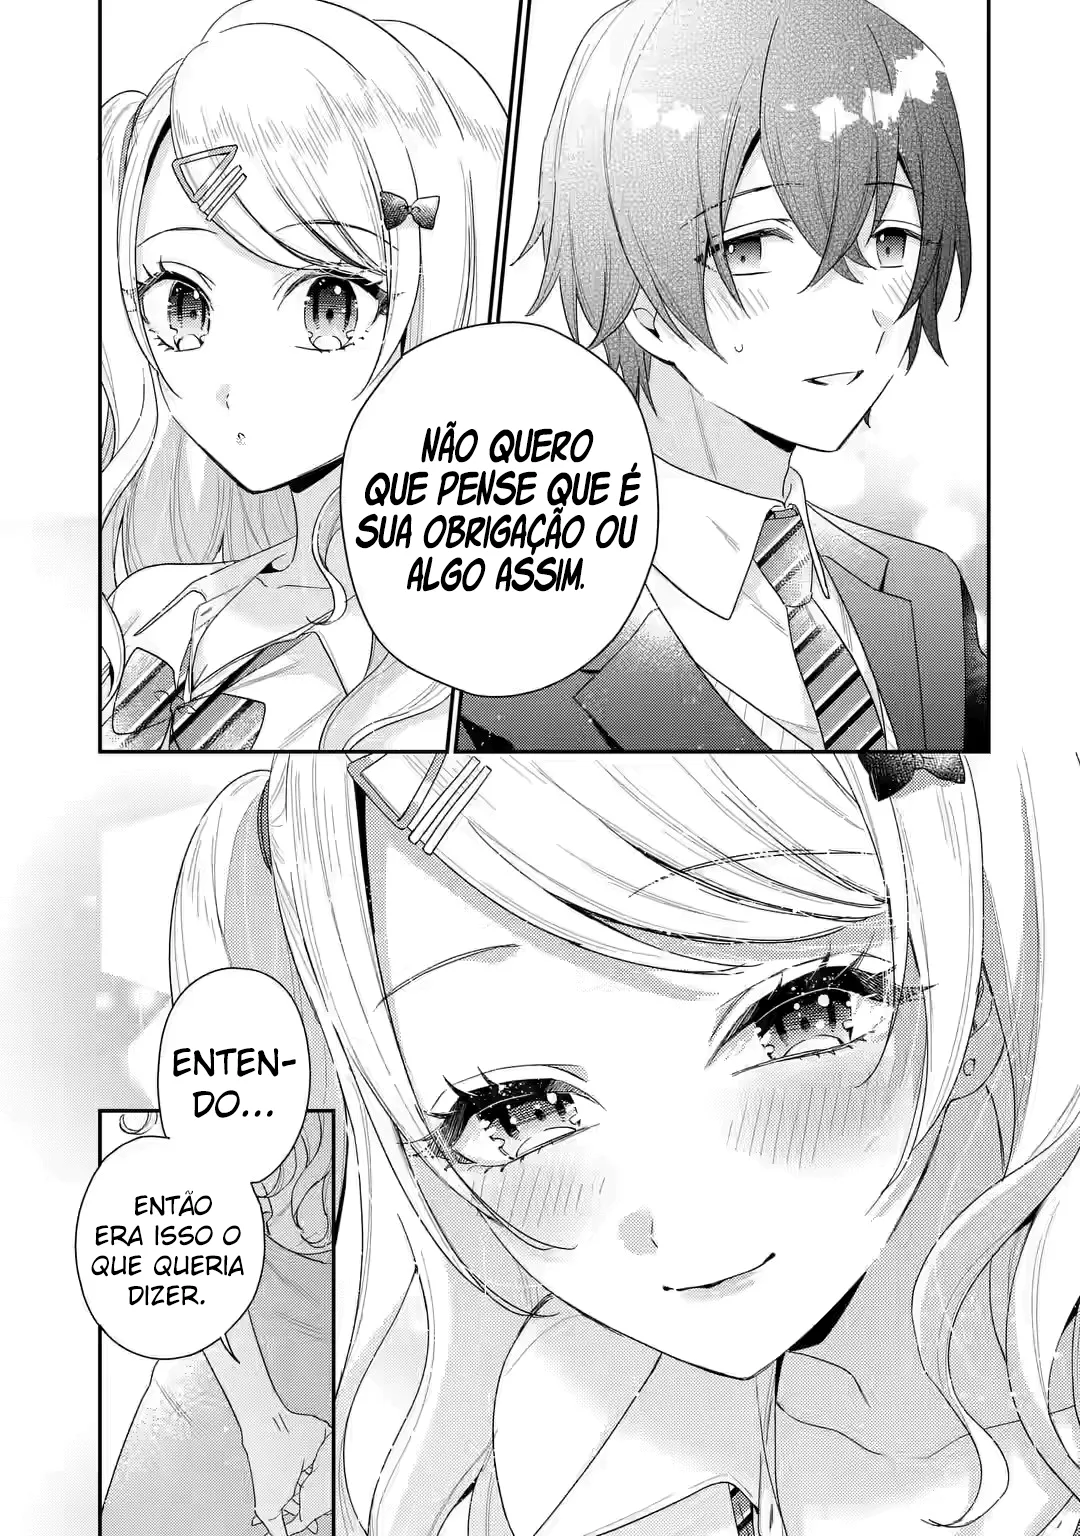 NÃO QUERO
QUE PENSE QUE É
SUA OBRIGAÇÃO OU
ALGO ASSIM.
ENTEN-
DO...
ENTÃO
ERA ISSO O
QUE QUERIA
DIZER.